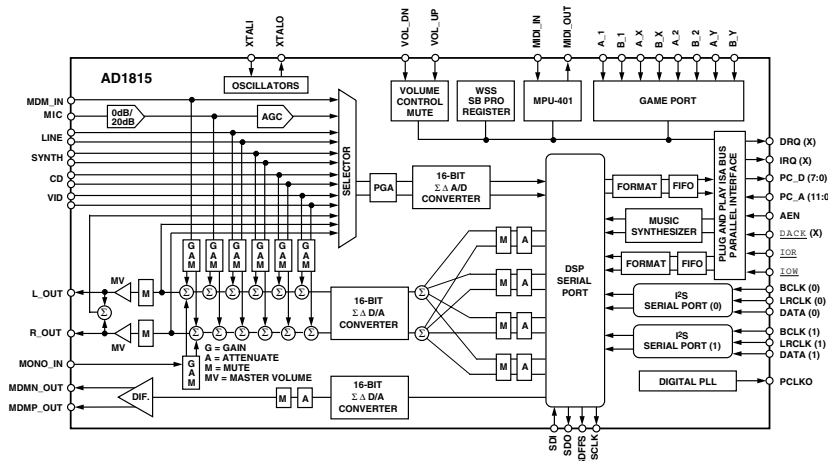 XTALI
XTALO
VOL_DN
VOL_UP
MIDI_IN
MIDI_OUT
A_1
B_1
A_X
B_X
A_2
B_2
A_Y
B_Y
AD1815
OSCILLATORS
VOLUME
CONTROL
MUTE
WSS
SB PRO
REGISTER
MPU-401
GAME PORT
MDM_IN
MIC
0dB/
20dB
AGC
LINE
SYNTH
CD
VID
SELECTOR
PGA
16-BIT
ΣΔ A/D
CONVERTER
DSP
SERIAL
PORT
FORMAT
FIFO
MUSIC
SYNTHESIZER
FORMAT
FIFO
PLUG AND PLAY ISA BUS
PARALLEL INTERFACE
DRQ (X)
IRQ (X)
PC_D (7:0)
PC_A (11:0)
AEN
DACK (X)
IOR
IOW
G A M
G A M
G A M
G A M
G A M
G A M
M A
M A
M A
M A
L_OUT
MV
M
Σ Σ Σ Σ Σ Σ
16-BIT
ΣΔ D/A
CONVERTER
Σ
Σ
R_OUT
MV
M
Σ Σ Σ Σ Σ Σ
Σ
I²S
SERIAL PORT (0)
BCLK (0)
LRCLK (0)
DATA (0)
I²S
SERIAL PORT (1)
BCLK (1)
LRCLK (1)
DATA (1)
MONO_IN
G A M
G = GAIN
A = ATTENUATE
M = MUTE
MV = MASTER VOLUME
MDMN_OUT
MDMP_OUT
DIF.
M A
16-BIT
ΣΔ D/A
CONVERTER
DIGITAL PLL
PCLKO
SDI
SDO
SDFFS
SCLK